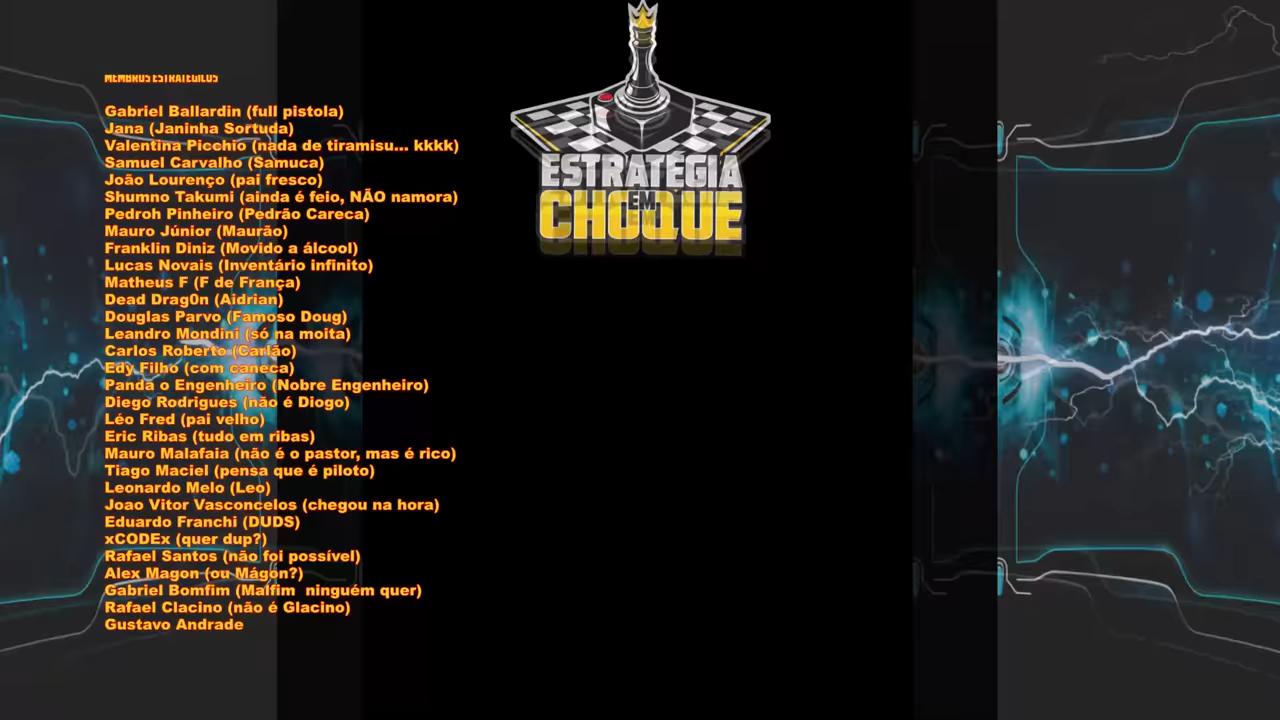 MEMBROS ESTRATÉGICOS
Gabriel Ballardin (full pistola)
Jana (Janinha Sortuda)
Valentina Picchio (nada de tiramisu... kkkk)
Samuel Carvalho (Samuca)
João Lourenço (pai fresco)
Shumno Takumi (ainda é feio, NÃO namora)
Pedroh Pinheiro (Pedrão Careca)
Mauro Júnior (Maurão)
Franklin Diniz (Movido a álcool)
Lucas Novais (Inventário infinito)
Matheus F (F de França)
Dead Drag0n (Aidrian)
Douglas Parvo (Famoso Doug)
Leandro Mondini (só na moita)
Carlos Roberto (Carlão)
Edy Filho (com caneca)
Panda o Engenheiro (Nobre Engenheiro)
Diego Rodrigues (não é Diogo)
Léo Fred (pai velho)
Eric Ribas (tudo em ribas)
Mauro Malafaia (não é o pastor, mas é rico)
Tiago Maciel (pensa que é piloto)
Leonardo Melo (Leo)
Joao Vitor Vasconcelos (chegou na hora)
Eduardo Franchi (DUDS)
xCODEx (quer dup?)
Rafael Santos (não foi possível)
Alex Magon (ou Mágon?)
Gabriel Bomfim (Malfim  ninguém quer)
Rafael Clacino (não é Glacino)
Gustavo Andrade
ESTRATÉGIA
EM
CHOQUE